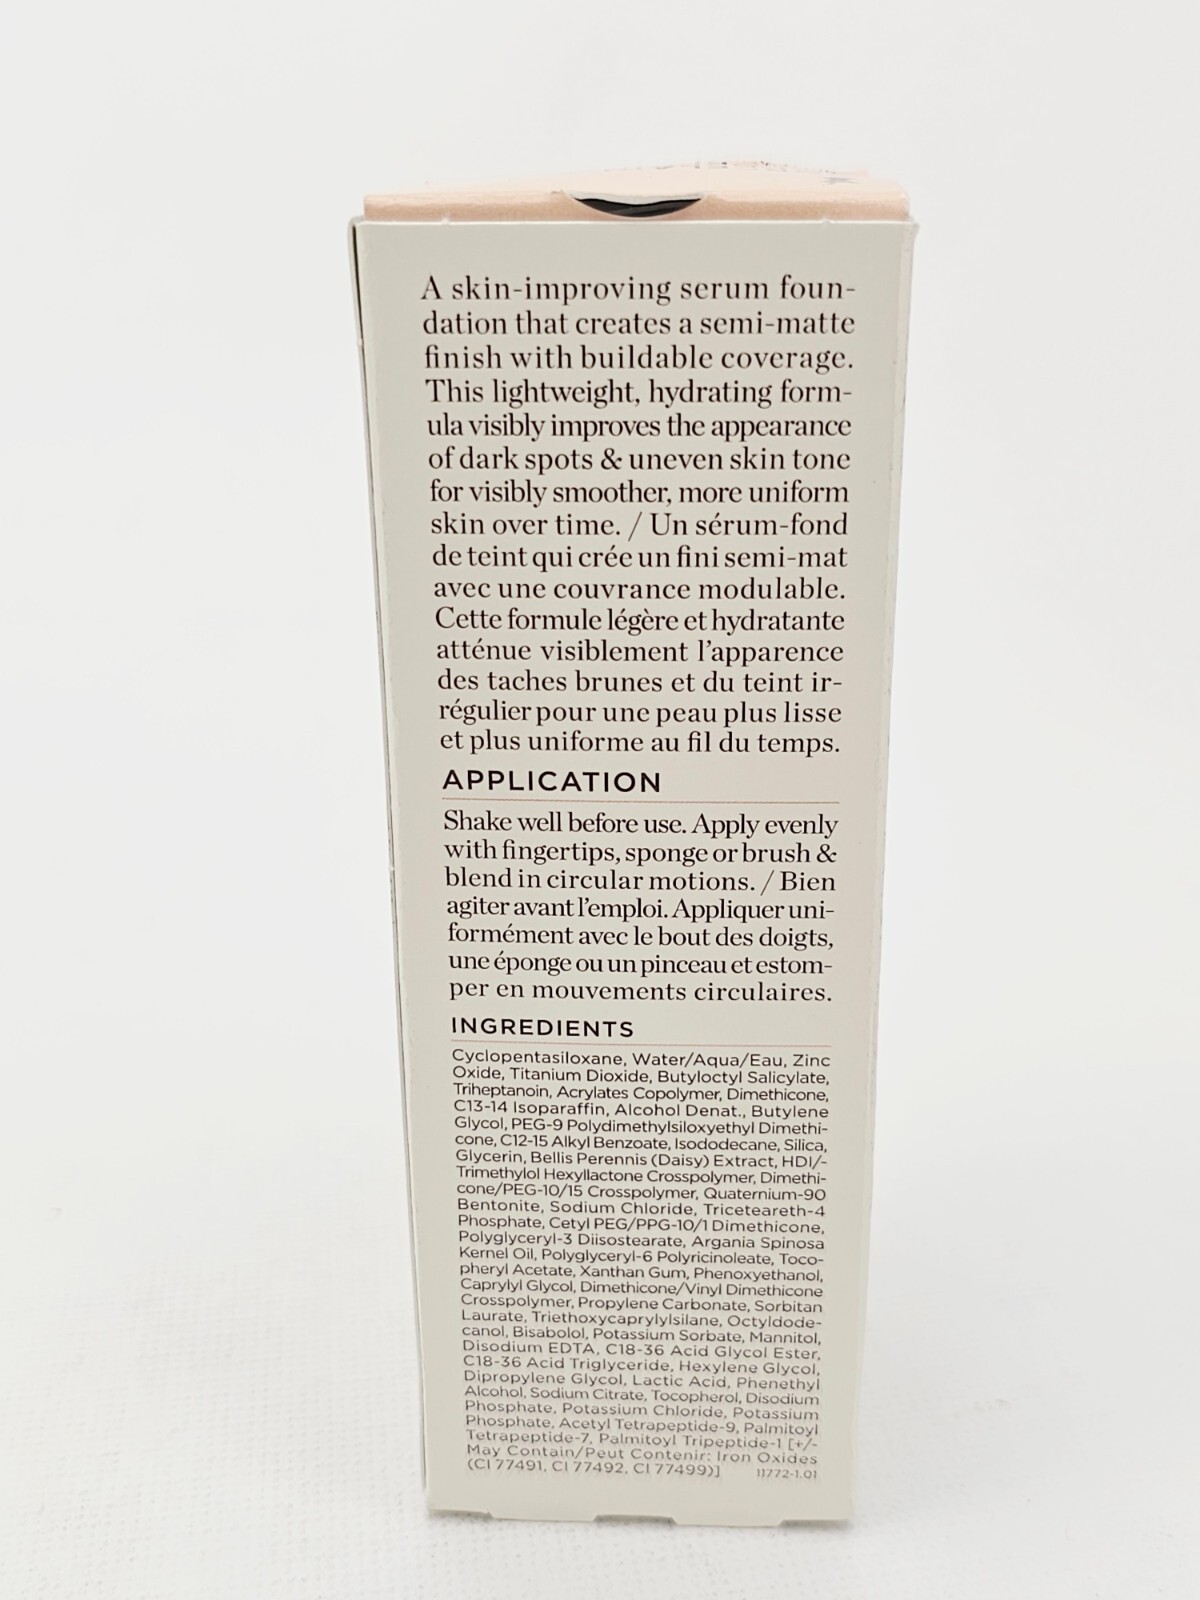 A skin-improving serum foun-
dation that creates a semi-matte
finish with buildable coverage.
This lightweight, hydrating form-
ula visibly improves the appearance
of dark spots & uneven skin tone
for visibly smoother, more uniform
skin over time. / Un sérum-fond
de teint qui crée un fini semi-mat
avec une couvrance modulable.
Cette formule légère et hydratante
atténue visiblement l'apparence
des taches brunes et du teint ir-
régulier pour une peau plus lisse
et plus uniforme au fil du temps.
APPLICATION
Shake well before use. Apply evenly
with fingertips, sponge or brush &
blend in circular motions. / Bien
agiter avant l'emploi. Appliquer uni-
formément avec le bout des doigts,
une éponge ou un pinceau et estom-
per en mouvements circulaires.
INGREDIENTS
Cyclopentasiloxane, Water/Aqua/Eau, Zinc
Oxide, Titanium Dioxide, Butyloctyl Salicylate,
Triheptanoin, Acrylates Copolymer, Dimethicone,
C13-14 Isoparaffin, Alcohol Denat., Butylene
Glycol, PEG-9 Polydimethylsiloxyethyl Dimethi-
cone, C12-15 Alkyl Benzoate, Isododecane, Silica,
Glycerin, Bellis Perennis (Daisy) Extract, HDI/-
Trimethylol Hexyllactone Crosspolymer, Dimethi-
cone/PEG-10/15 Crosspolymer, Quaternium-90
Bentonite, Sodium Chloride, Triceteareth-4
Phosphate, Cetyl PEG/PPG-10/1 Dimethicone,
Polyglyceryl-3 Diisostearate, Argania Spinosa
Kernel Oil, Polyglyceryl-6 Polyricinoleate, Toco-
pheryl Acetate, Xanthan Gum, Phenoxyethanol,
Caprylyl Glycol, Dimethicone/Vinyl Dimethicone
Crosspolymer, Propylene Carbonate, Sorbitan
Laurate, Triethoxycaprylylsilane, Octyldode-
canol, Bisabolol, Potassium Sorbate, Mannitol,
Disodium EDTA, C18-36 Acid Glycol Ester,
C18-36 Acid Triglyceride, Hexylene Glycol,
Dipropylene Glycol, Lactic Acid, Phenethyl
Alcohol, Sodium Citrate, Tocopherol, Disodium
Phosphate, Potassium Chloride, Potassium
Phosphate, Acetyl Tetrapeptide-9, Palmitoyl
Tetrapeptide-7, Palmitoyl Tripeptide-1 [+/-
May Contain/Peut Contenir: Iron Oxides
(CI 77491, CI 77492, CI 77499)] 11772-1.01